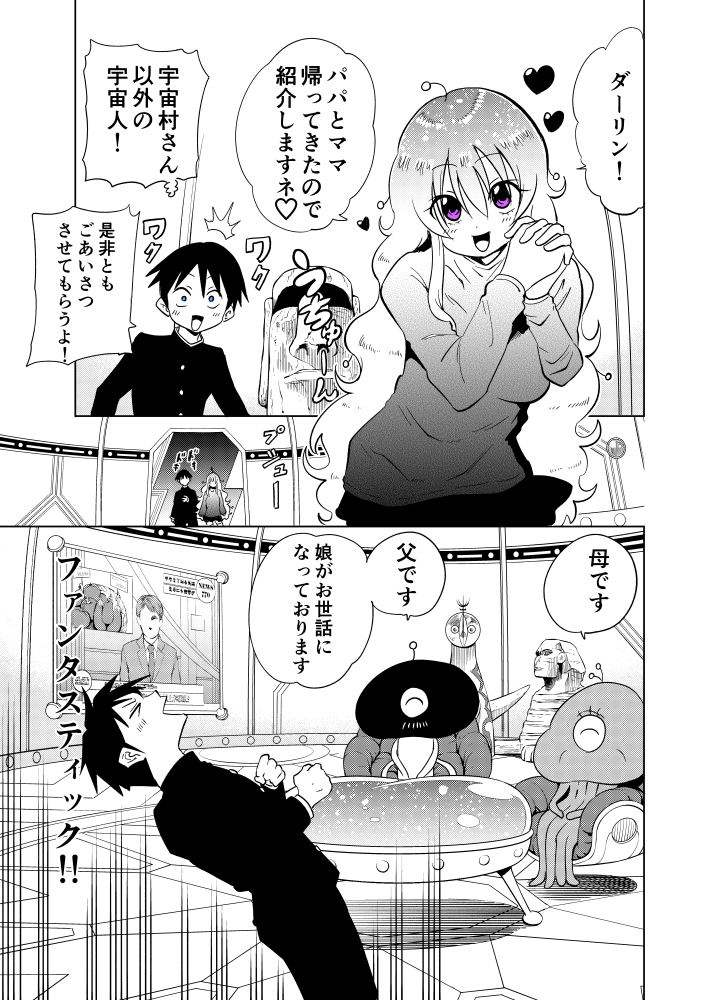 ダーリン！
パパとママ
帰ってきたので
紹介しますネ♡
宇宙村さん
以外の
宇宙人！
うっちゅーーん
ワク
ワク
是非とも
ごあいさつ
させてもらうよ！
プシュー
ドキ
ドキ
母です
父です
娘がお世話に
なっております
NEWS
770
ファンタスティック!!